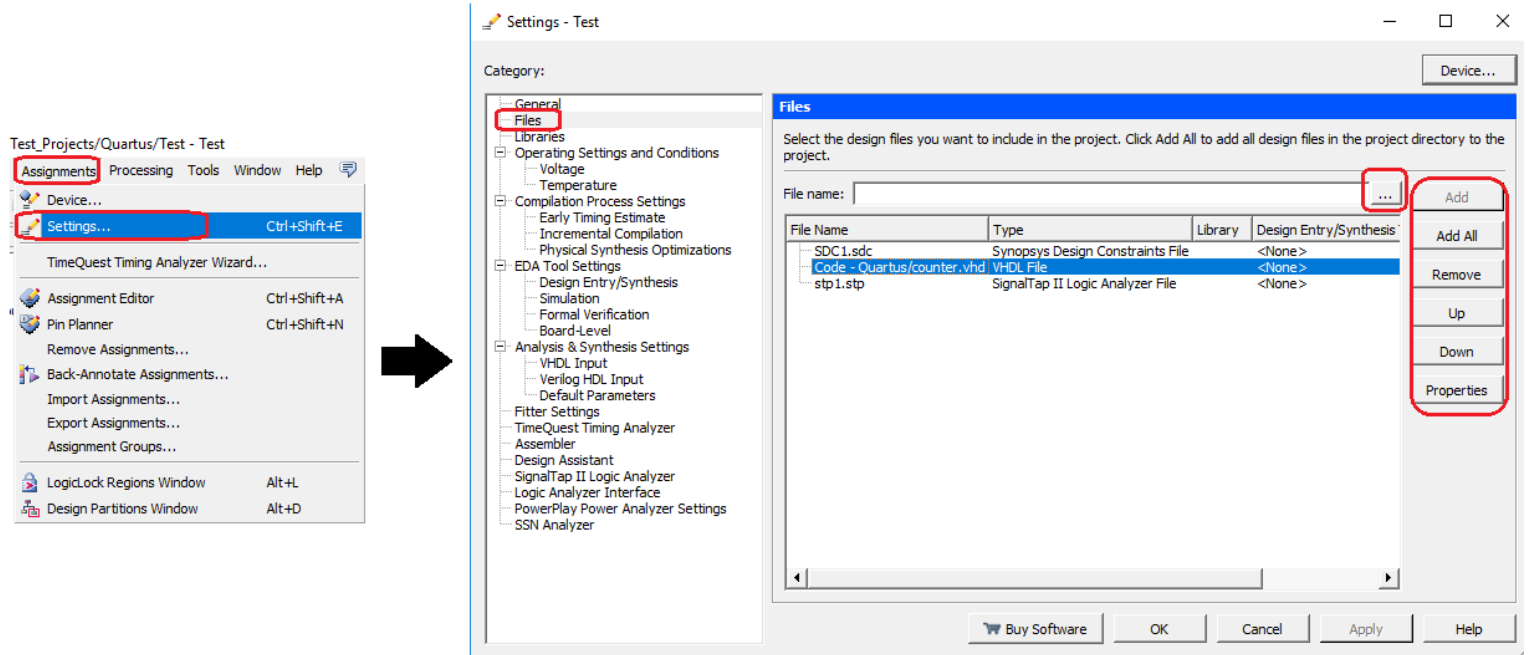 Test_Projects/Quartus/Test - Test
Assignments Processing Tools Window Help
Device...
Settings... Ctrl+Shift+E
TimeQuest Timing Analyzer Wizard...
Assignment Editor Ctrl+Shift+A
Pin Planner Ctrl+Shift+N
Remove Assignments...
Back-Annotate Assignments...
Import Assignments...
Export Assignments...
Assignment Groups...
LogicLock Regions Window Alt+L
Design Partitions Window Alt+D
Settings - Test
Category:
Device...
General
Files
Libraries
Operating Settings and Conditions
Voltage
Temperature
Compilation Process Settings
Early Timing Estimate
Incremental Compilation
Physical Synthesis Optimizations
EDA Tool Settings
Design Entry/Synthesis
Simulation
Formal Verification
Board-Level
Analysis & Synthesis Settings
VHDL Input
Verilog HDL Input
Default Parameters
Fitter Settings
TimeQuest Timing Analyzer
Assembler
Design Assistant
SignalTap II Logic Analyzer
Logic Analyzer Interface
PowerPlay Power Analyzer Settings
SSN Analyzer
Files
Select the design files you want to include in the project. Click Add All to add all design files in the project directory to the
project.
File name: ...
File Name Type Library Design Entry/Synthesis
SDC1.sdc Synopsys Design Constraints File <None>
Code - Quartus/counter.vhd VHDL File <None>
stp1.stp SignalTap II Logic Analyzer File <None>
Add
Add All
Remove
Up
Down
Properties
Buy Software OK Cancel Apply Help